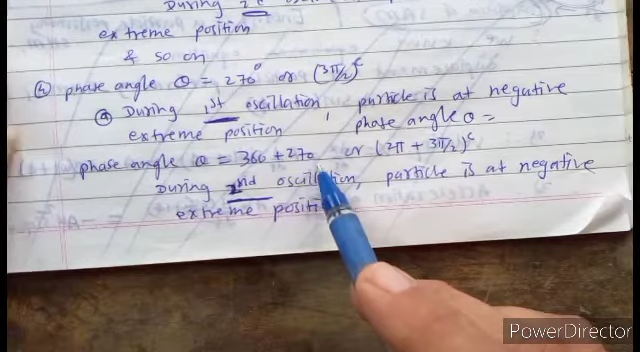 During 2
extreme position
& so on
④ phase angle θ = 270° or (3π/2)ᶜ
ⓐ During 1st oscillation, particle is at negative
extreme position phase angle θ =
phase angle θ = 360 + 270 or (2π + 3π/2)ᶜ
During 2nd oscillation, particle is at negative
extreme positi
PowerDirector